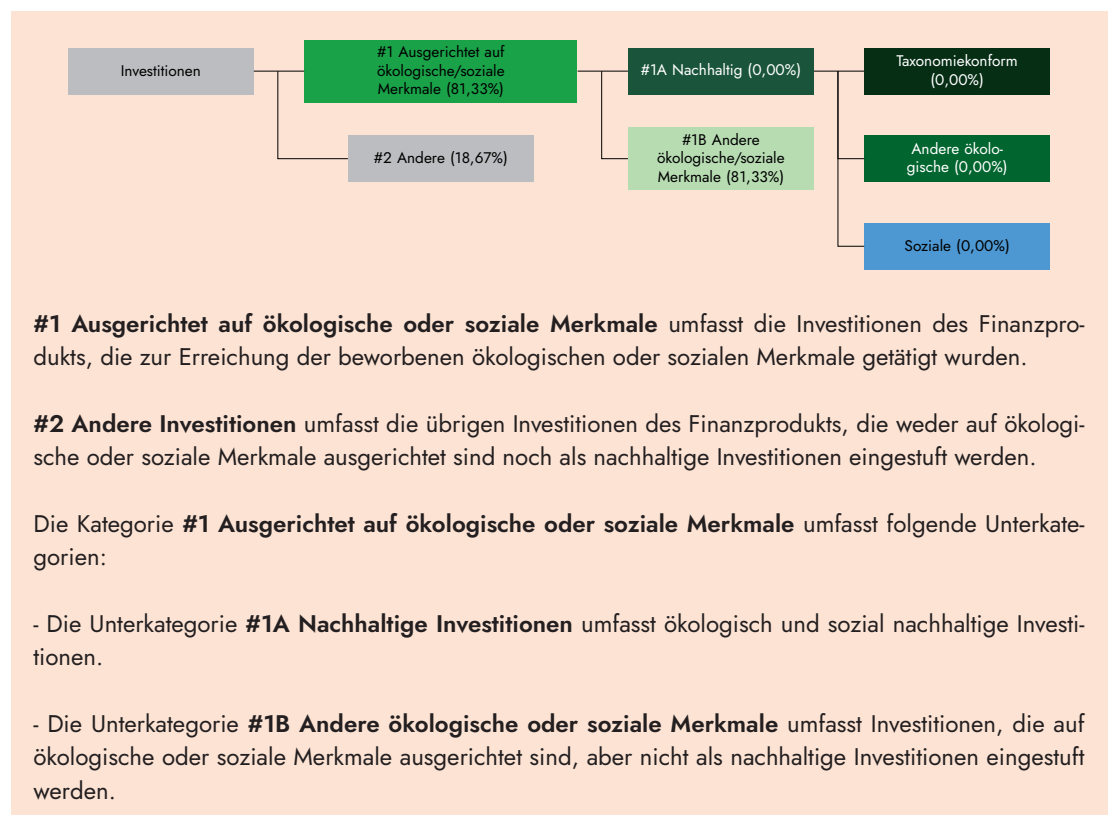 Investitionen
#1 Ausgerichtet auf
ökologische/soziale
Merkmale (81,33%)
#2 Andere (18,67%)
#1A Nachhaltig (0,00%)
#1B Andere
ökologische/soziale
Merkmale (81,33%)
Taxonomiekonform
(0,00%)
Andere ökolo-
gische (0,00%)
Soziale (0,00%)
#1 Ausgerichtet auf ökologische oder soziale Merkmale umfasst die Investitionen des Finanzpro-
dukts, die zur Erreichung der beworbenen ökologischen oder sozialen Merkmale getätigt wurden.
#2 Andere Investitionen umfasst die übrigen Investitionen des Finanzprodukts, die weder auf ökologi-
sche oder soziale Merkmale ausgerichtet sind noch als nachhaltige Investitionen eingestuft werden.
Die Kategorie #1 Ausgerichtet auf ökologische oder soziale Merkmale umfasst folgende Unterkate-
gorien:
- Die Unterkategorie #1A Nachhaltige Investitionen umfasst ökologisch und sozial nachhaltige Investi-
tionen.
- Die Unterkategorie #1B Andere ökologische oder soziale Merkmale umfasst Investitionen, die auf
ökologische oder soziale Merkmale ausgerichtet sind, aber nicht als nachhaltige Investitionen eingestuft
werden.